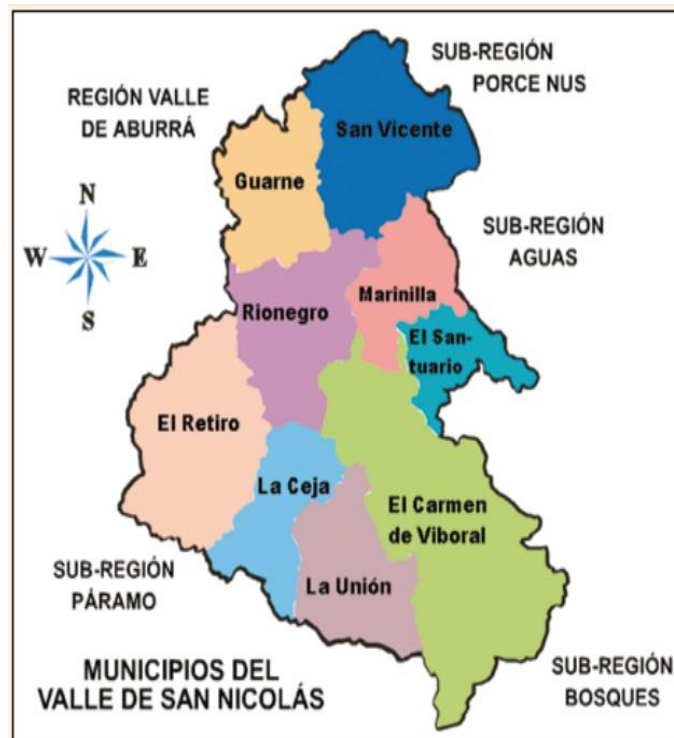 SUB-REGIÓN
PORCE NUS
REGIÓN VALLE
DE ABURRÁ
San Vicente
Guarne
N
W
E
S
SUB-REGIÓN
AGUAS
Marinilla
Rionegro
El San-
tuario
El Retiro
La Ceja
El Carmen
de Viboral
SUB-REGIÓN
PÁRAMO
La Unión
SUB-REGIÓN
BOSQUES
MUNICIPIOS DEL
VALLE DE SAN NICOLÁS